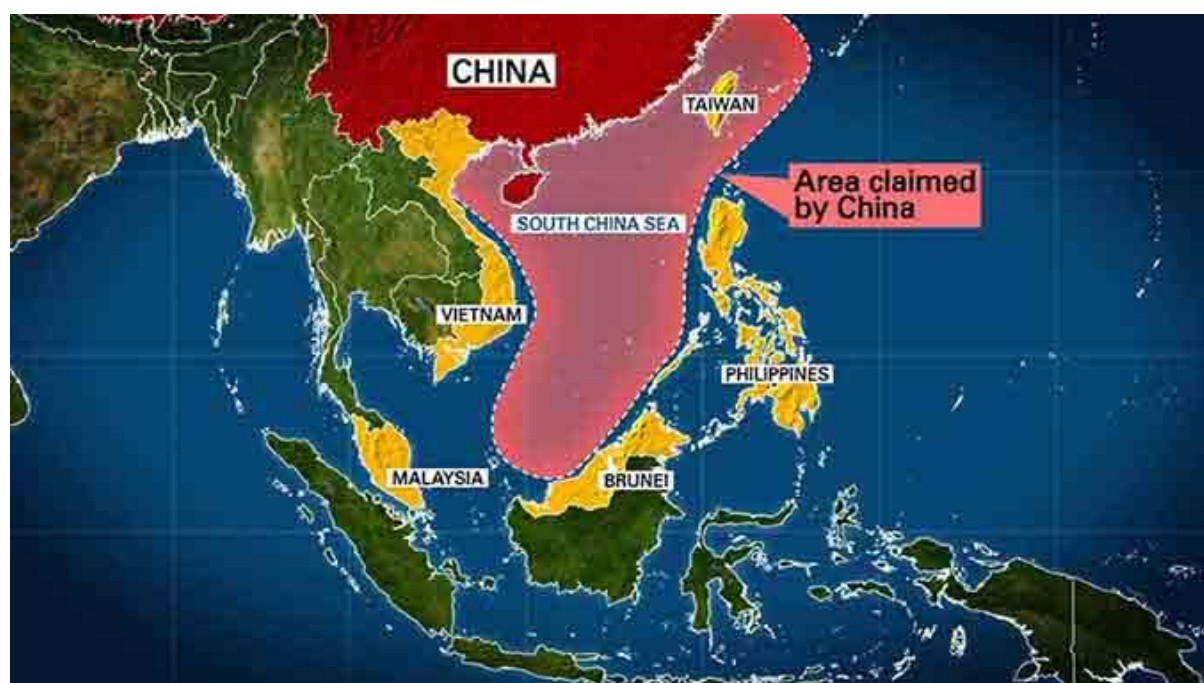 CHINA
TAIWAN
Area claimed
by China
SOUTH CHINA SEA
VIETNAM
PHILIPPINES
MALAYSIA
BRUNEI